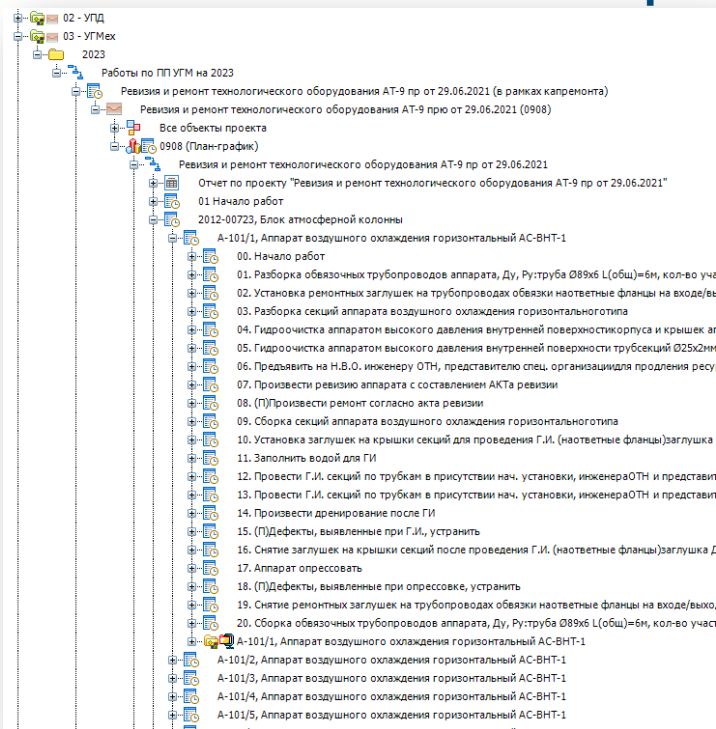 02 - УПД
03 - УГМех
2023
Работы по ПП УГМ на 2023
Ревизия и ремонт технологического оборудования АТ-9 пр от 29.06.2021 (в рамках капремонта)
Ревизия и ремонт технологического оборудования АТ-9 прю от 29.06.2021 (0908)
Все объекты проекта
0908 (План-график)
Ревизия и ремонт технологического оборудования АТ-9 пр от 29.06.2021
Отчет по проекту "Ревизия и ремонт технологического оборудования АТ-9 пр от 29.06.2021"
01 Начало работ
2012-00723, Блок атмосферной колонны
А-101/1, Аппарат воздушного охлаждения горизонтальный АС-ВНТ-1
00. Начало работ
01. Разборка обвязочных трубопроводов аппарата, Ду, Ру:труба Ø89х6 L(общ)=6м, кол-во уча
02. Установка ремонтных заглушек на трубопроводах обвязки наответные фланцы на входе/вы
03. Разборка секций аппарата воздушного охлаждения горизонтальноготипа
04. Гидроочистка аппаратом высокого давления внутренней поверхностикорпуса и крышек ап
05. Гидроочистка аппаратом высокого давления внутренней поверхности трубсекций Ø25х2мм
06. Предъявить на Н.В.О. инженеру ОТН, представителю спец. организациидля продления ресу
07. Произвести ревизию аппарата с составлением АКТа ревизии
08. (П)Произвести ремонт согласно акта ревизии
09. Сборка секций аппарата воздушного охлаждения горизонтальноготипа
10. Установка заглушек на крышки секций для проведения Г.И. (наответные фланцы)заглушка
11. Заполнить водой для ГИ
12. Провести Г.И. секций по трубкам в присутствии нач. установки, инженераОТН и представит
13. Провести Г.И. секций по трубкам в присутствии нач. установки, инженераОТН и представит
14. Произвести дренирование после ГИ
15. (П)Дефекты, выявленные при Г.И., устранить
16. Снятие заглушек на крышки секций после проведения Г.И. (наответные фланцы)заглушка Д
17. Аппарат опрессовать
18. (П)Дефекты, выявленные при опрессовке, устранить
19. Снятие ремонтных заглушек на трубопроводах обвязки наответные фланцы на входе/выхо
20. Сборка обвязочных трубопроводов аппарата, Ду, Ру:труба Ø89х6 L(общ)=6м, кол-во участ
А-101/1, Аппарат воздушного охлаждения горизонтальный АС-ВНТ-1
А-101/2, Аппарат воздушного охлаждения горизонтальный АС-ВНТ-1
А-101/3, Аппарат воздушного охлаждения горизонтальный АС-ВНТ-1
А-101/4, Аппарат воздушного охлаждения горизонтальный АС-ВНТ-1
А-101/5, Аппарат воздушного охлаждения горизонтальный АС-ВНТ-1